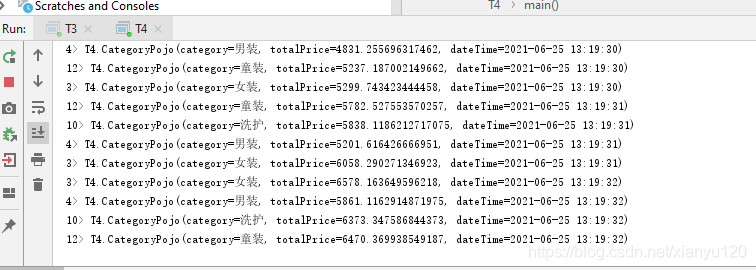 Scratches and Consoles
T4 > main()
Run: T3 × T4 ×
4> T4.CategoryPojo(category=男装, totalPrice=4831.255696317462, dateTime=2021-06-25 13:19:30)
12> T4.CategoryPojo(category=童装, totalPrice=5237.187002149662, dateTime=2021-06-25 13:19:30)
3> T4.CategoryPojo(category=女装, totalPrice=5299.743423444458, dateTime=2021-06-25 13:19:30)
12> T4.CategoryPojo(category=童装, totalPrice=5782.527553570257, dateTime=2021-06-25 13:19:31)
10> T4.CategoryPojo(category=洗护, totalPrice=5838.1186212717075, dateTime=2021-06-25 13:19:31)
4> T4.CategoryPojo(category=男装, totalPrice=5201.616426666951, dateTime=2021-06-25 13:19:31)
3> T4.CategoryPojo(category=女装, totalPrice=6058.290271346923, dateTime=2021-06-25 13:19:31)
3> T4.CategoryPojo(category=女装, totalPrice=6578.163649596218, dateTime=2021-06-25 13:19:32)
4> T4.CategoryPojo(category=男装, totalPrice=5861.1162914871975, dateTime=2021-06-25 13:19:32)
10> T4.CategoryPojo(category=洗护, totalPrice=6373.347586844373, dateTime=2021-06-25 13:19:32)
12> T4.CategoryPojo(category=童装, totalPrice=6470.369938549187, dateTime=2021-06-25 13:19:32)
https://blog.csdn.net/xianyu120